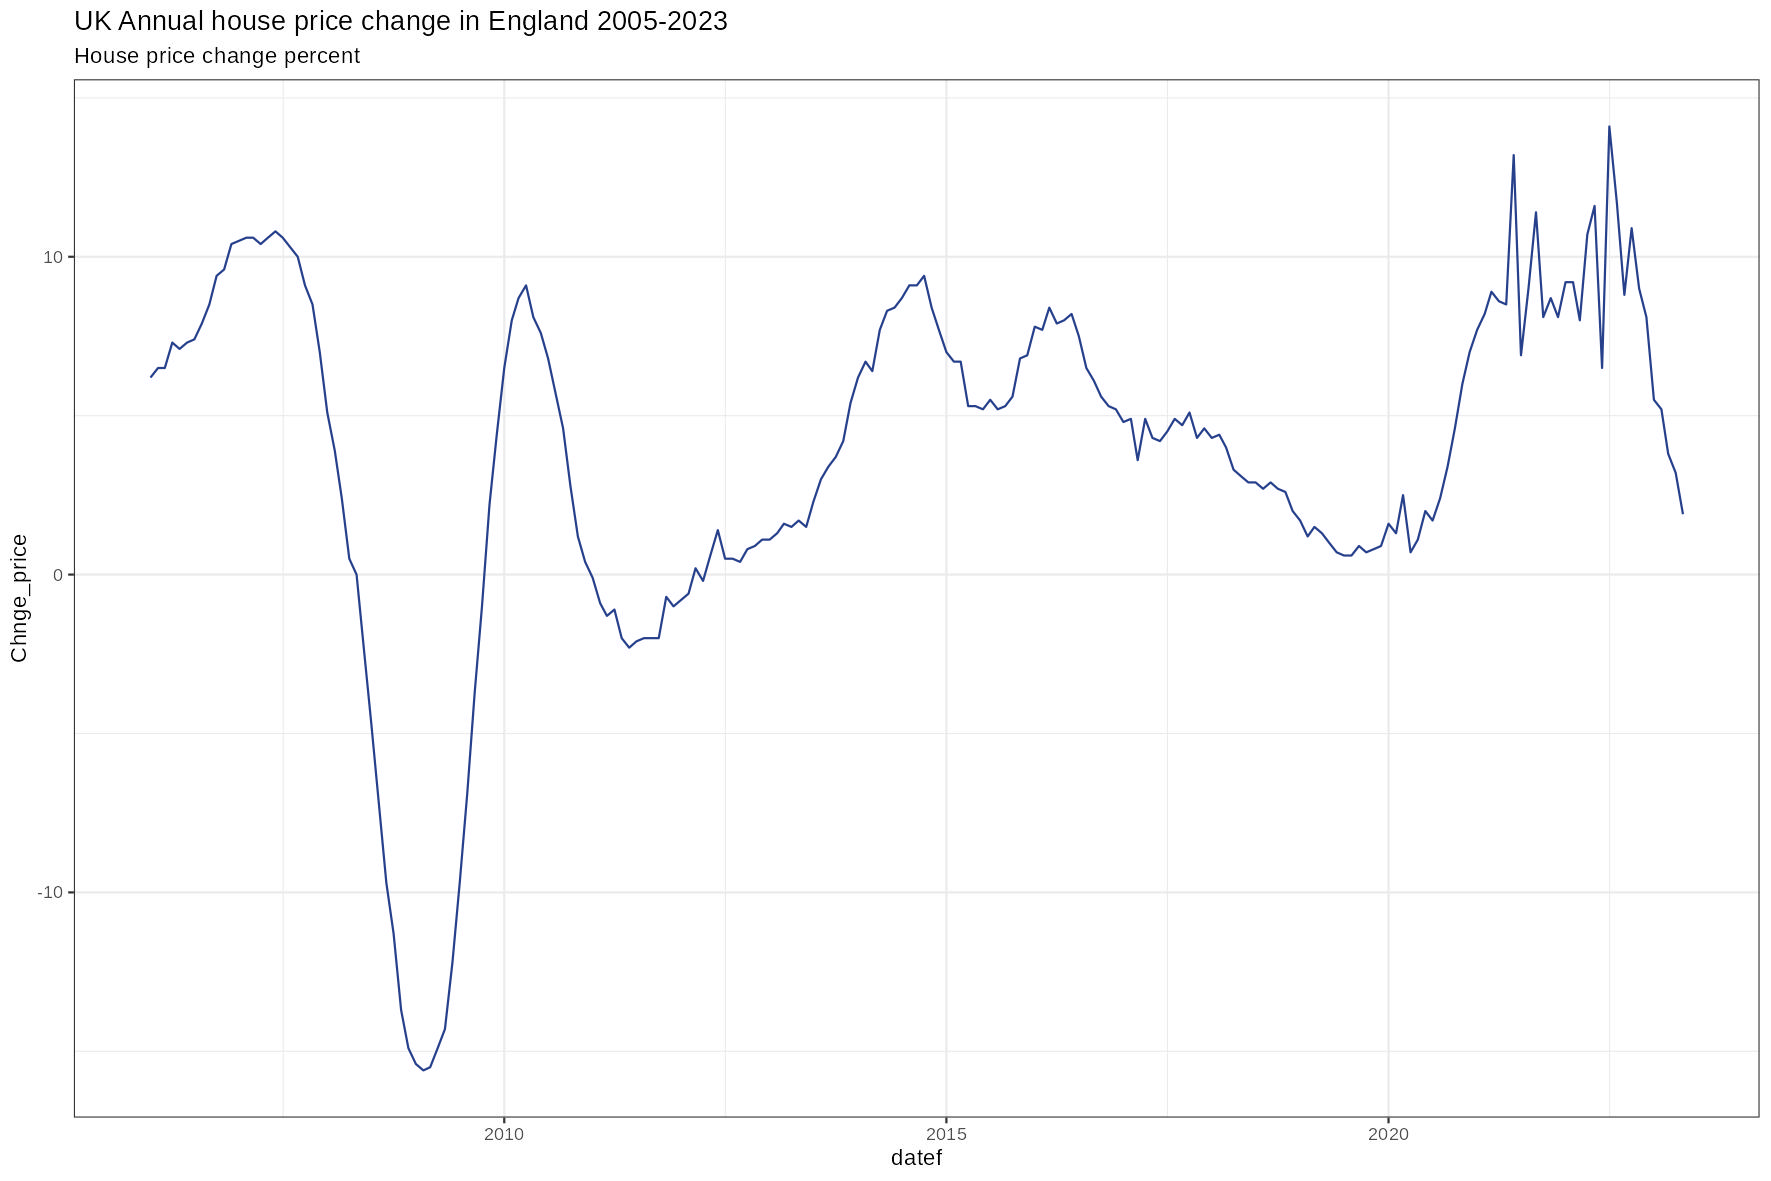 UK Annual house price change in England 2005-2023
House price change percent
Chnge_price
10
0
-10
2010
2015
2020
datef